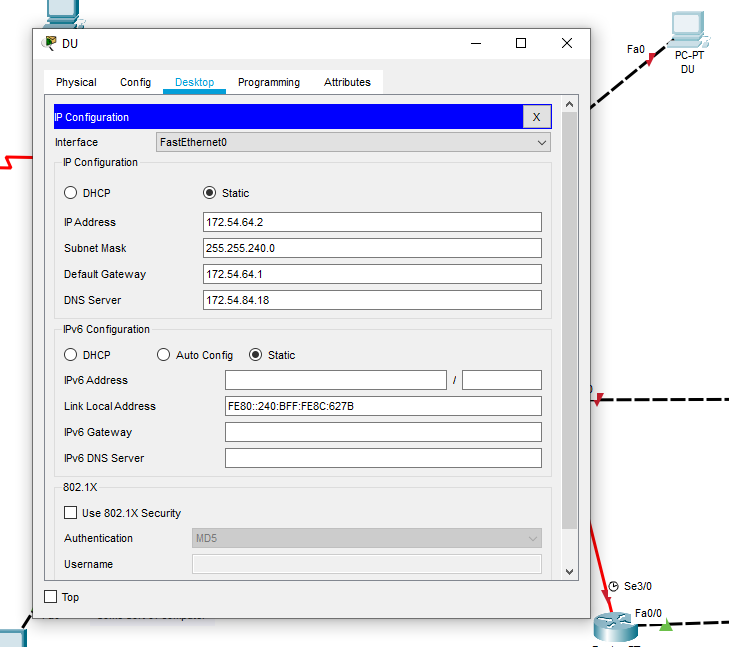 DU
Physical Config Desktop Programming Attributes
IP Configuration X
Interface FastEthernet0
IP Configuration
DHCP Static
IP Address 172.54.64.2
Subnet Mask 255.255.240.0
Default Gateway 172.54.64.1
DNS Server 172.54.84.18
IPv6 Configuration
DHCP Auto Config Static
IPv6 Address /
Link Local Address FE80::240:BFF:FE8C:627B
IPv6 Gateway
IPv6 DNS Server
802.1X
Use 802.1X Security
Authentication MD5
Username
Top
Fa0
PC-PT
DU
Se3/0
Fa0/0